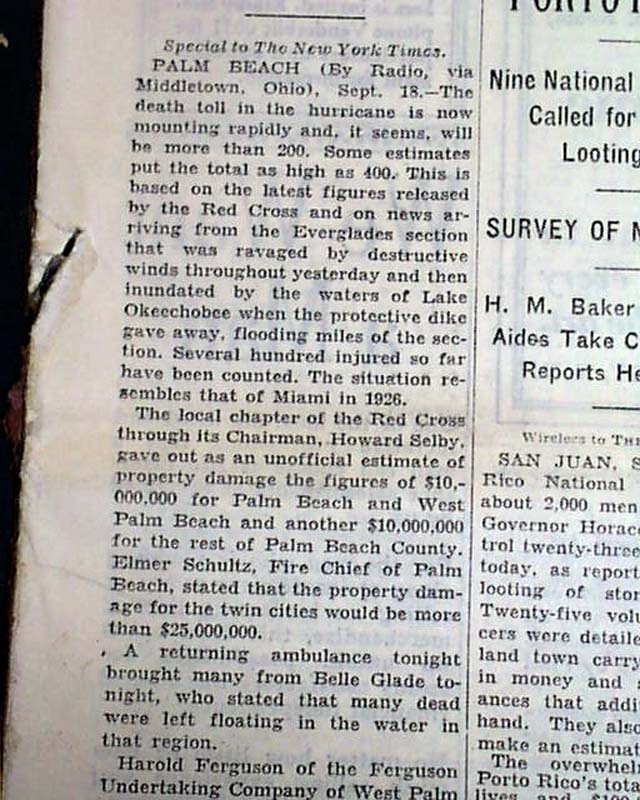 Special to The New York Times.
PALM BEACH (By Radio, via
Middletown, Ohio), Sept. 18.—The
death toll in the hurricane is now
mounting rapidly and, it seems, will
be more than 200. Some estimates
put the total as high as 400. This is
based on the latest figures released
by the Red Cross and on news ar-
riving from the Everglades section
that was ravaged by destructive
winds throughout yesterday and then
inundated by the waters of Lake
Okeechobee when the protective dike
gave away, flooding miles of the sec-
tion. Several hundred injured so far
have been counted. The situation re-
sembles that of Miami in 1926.
The local chapter of the Red Cross
through its Chairman, Howard Selby,
gave out as an unofficial estimate of
property damage the figures of $10,-
000,000 for Palm Beach and West
Palm Beach and another $10,000,000
for the rest of Palm Beach County.
Elmer Schultz, Fire Chief of Palm
Beach, stated that the property dam-
age for the twin cities would be more
than $25,000,000.
A returning ambulance tonight
brought many from Belle Glade to-
night, who stated that many dead
were left floating in the water in
that region.
Harold Ferguson of the Ferguson
Undertaking Company of West Palm
Nine National
Called for
Looting
SURVEY OF
H. M. Baker
Aides Take
Reports
Wireless to
SAN JUAN,
Rico National
about 2,000 men
Governor
trol twenty-three
today, as
looting of
Twenty-five
cers were
land town
in money and
ances that
hand. They
make an
The
Porto Rico's
lives and